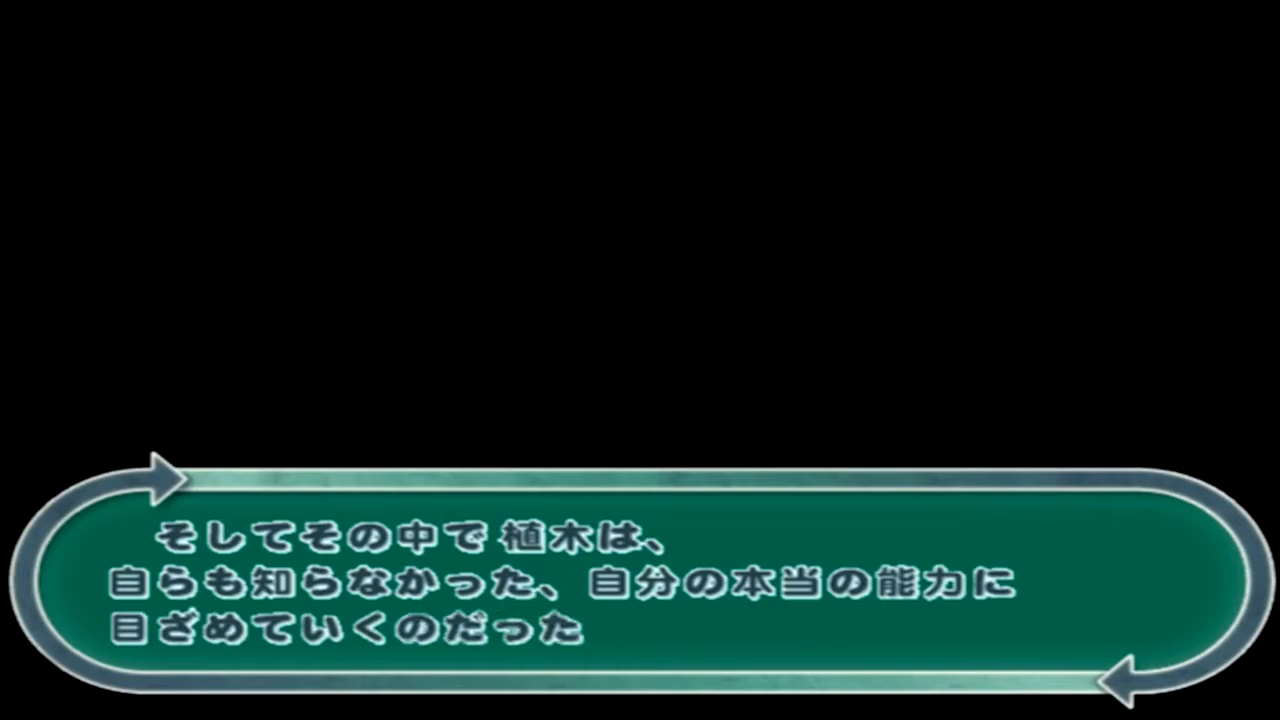 そしてその中で 植木は、
自らも知らなかった、自分の本当の能力に
目ざめていくのだった